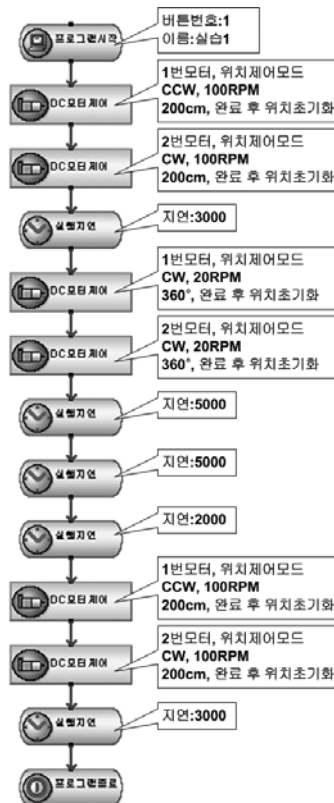 프로그램시작
버튼번호:1
이름:실습1
DC모터제어
1번모터, 위치제어모드
CCW, 100RPM
200cm, 완료 후 위치초기화
DC모터제어
2번모터, 위치제어모드
CW, 100RPM
200cm, 완료 후 위치초기화
실행지연
지연:3000
DC모터제어
1번모터, 위치제어모드
CW, 20RPM
360°, 완료 후 위치초기화
DC모터제어
2번모터, 위치제어모드
CW, 20RPM
360°, 완료 후 위치초기화
실행지연
지연:5000
실행지연
지연:5000
실행지연
지연:2000
DC모터제어
1번모터, 위치제어모드
CCW, 100RPM
200cm, 완료 후 위치초기화
DC모터제어
2번모터, 위치제어모드
CW, 100RPM
200cm, 완료 후 위치초기화
실행지연
지연:3000
프로그램종료